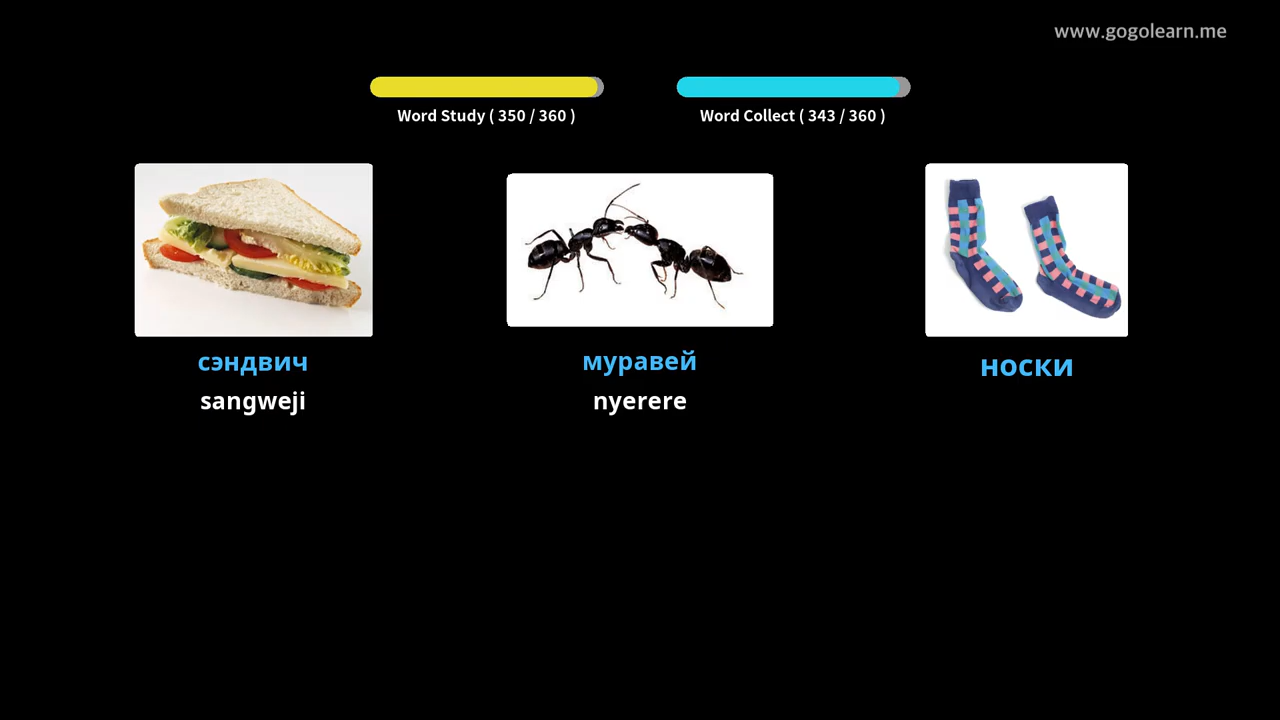 www.gogolearn.me
Word Study ( 350 / 360 )
Word Collect ( 343 / 360 )
сэндвич
sangweji
муравей
nyerere
носки